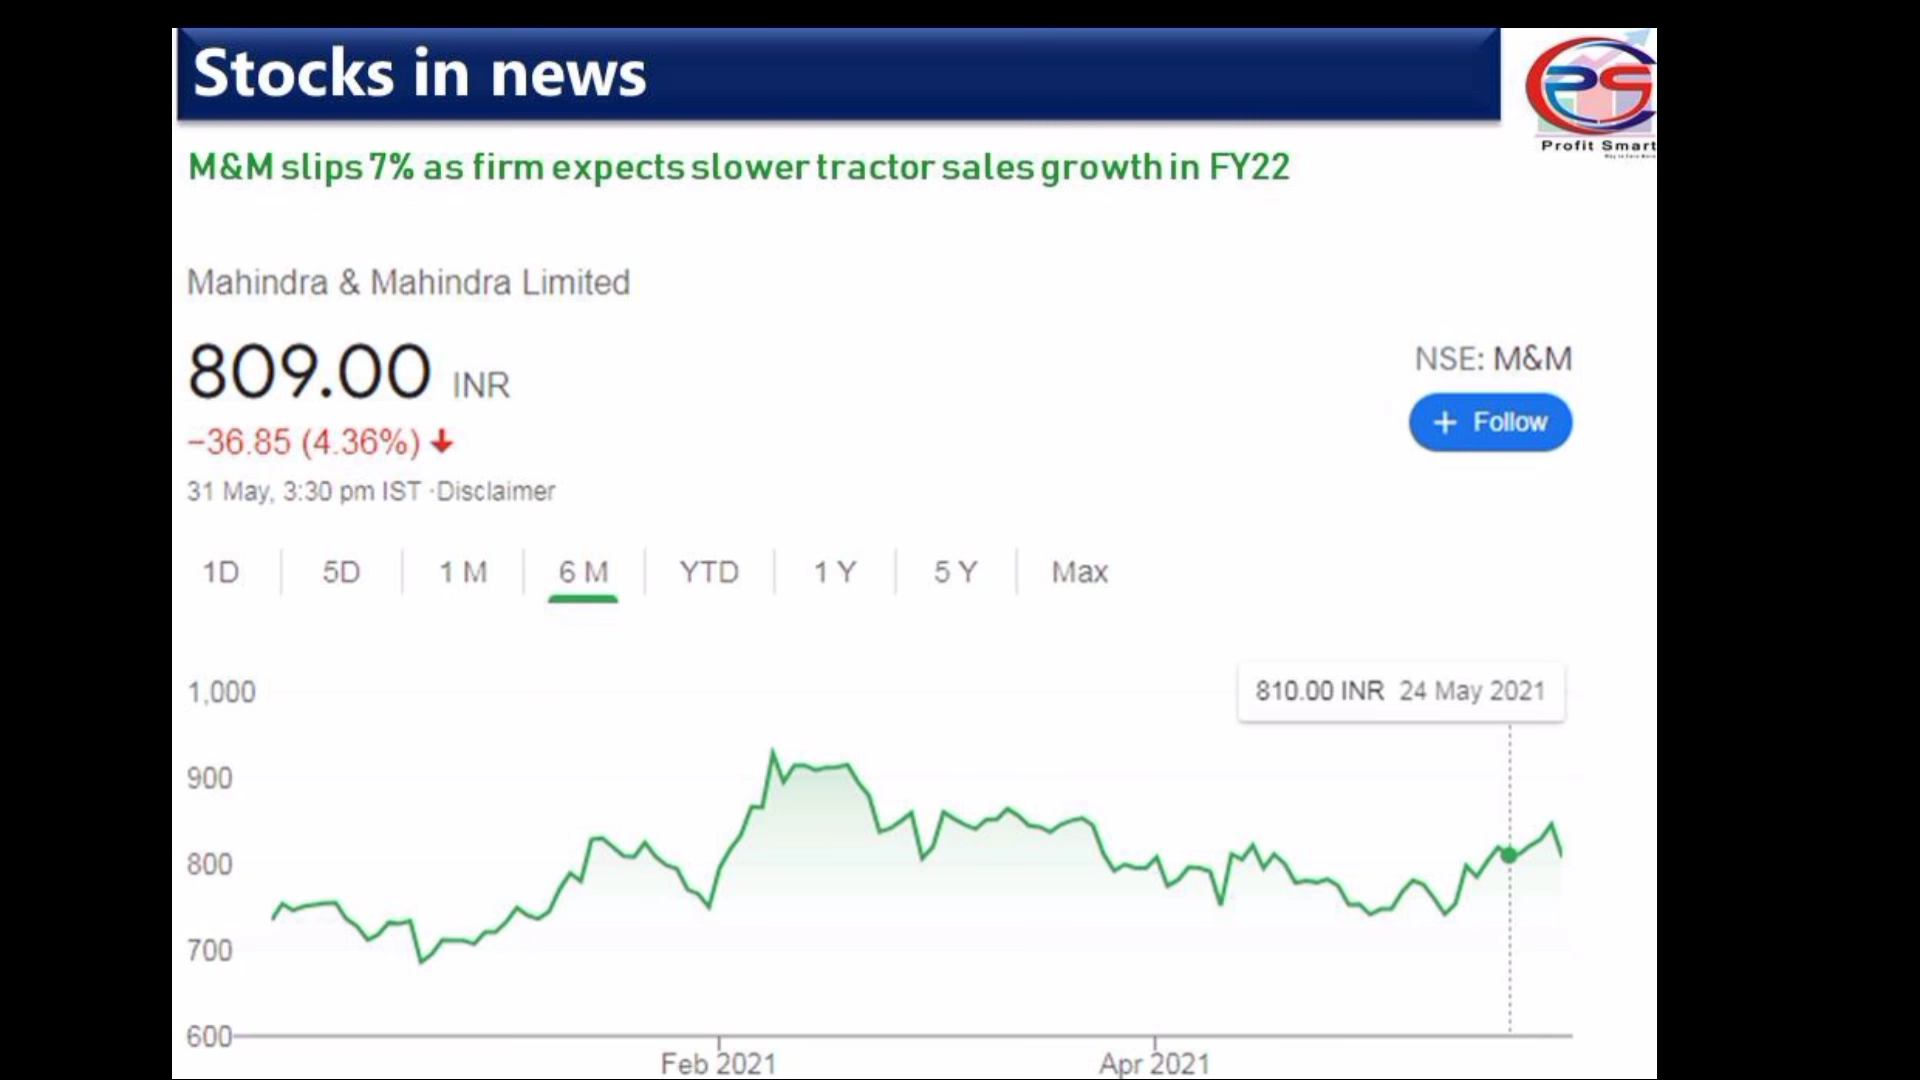 Stocks in news
Profit Smart
M&M slips 7% as firm expects slower tractor sales growth in FY22
Mahindra & Mahindra Limited
809.00 INR
NSE: M&M
+ Follow
−36.85 (4.36%)
31 May, 3:30 pm IST ·Disclaimer
1D 5D 1 M 6 M YTD 1 Y 5 Y Max
810.00 INR 24 May 2021
1,000
900
800
700
600
Feb 2021 Apr 2021